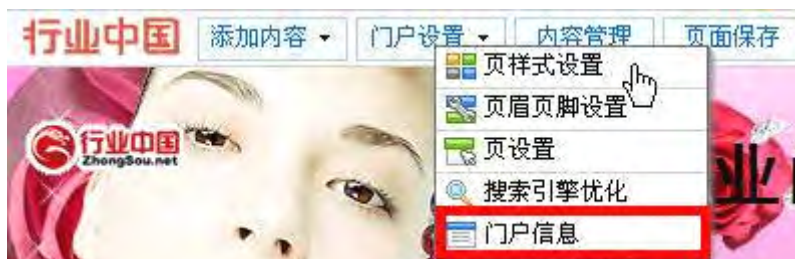 行业中国 添加内容 门户设置 内容管理 页面保存
页样式设置
页眉页脚设置
页设置
搜索引擎优化
门户信息
行业中国
ZhongSou.net
业